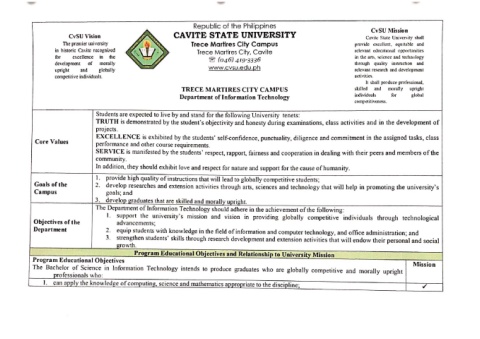 Republic of the Philippines
CAVITE STATE UNIVERSITY
Trece Martires City Campus
Trece Martires City, Cavite
☏ (046) 419-3336
www.cvsu.edu.ph
CvSU Vision
The premier university
in historic Cavite recognized
for excellence in the
development of morally
upright and globally
competitive individuals.
CvSU Mission
Cavite State University shall
provide excellent, equitable and
relevant educational opportunities
in the arts, science and technology
through quality instruction and
relevant research and development
activities.
It shall produce professional,
skilled and morally upright
individuals for global
competitiveness.
TRECE MARTIRES CITY CAMPUS
Department of Information Technology
Core Values
Students are expected to live by and stand for the following University tenets:
TRUTH is demonstrated by the student's objectivity and honesty during examinations, class activities and in the development of
projects.
EXCELLENCE is exhibited by the students' self-confidence, punctuality, diligence and commitment in the assigned tasks, class
performance and other course requirements.
SERVICE is manifested by the students' respect, rapport, fairness and cooperation in dealing with their peers and members of the
community.
In addition, they should exhibit love and respect for nature and support for the cause of humanity.
Goals of the
Campus
1. provide high quality of instructions that will lead to globally competitive students;
2. develop researches and extension activities through arts, sciences and technology that will help in promoting the university's
goals; and
3. develop graduates that are skilled and morally upright.
Objectives of the
Department
The Department of Information Technology should adhere in the achievement of the following:
1. support the university's mission and vision in providing globally competitive individuals through technological
advancements;
2. equip students with knowledge in the field of information and computer technology, and office administration; and
3. strengthen students' skills through research development and extension activities that will endow their personal and social
growth.
Program Educational Objectives and Relationship to University Mission
Program Educational Objectives
Mission
The Bachelor of Science in Information Technology intends to produce graduates who are globally competitive and morally upright
professionals who:
1. can apply the knowledge of computing, science and mathematics appropriate to the discipline; ✓